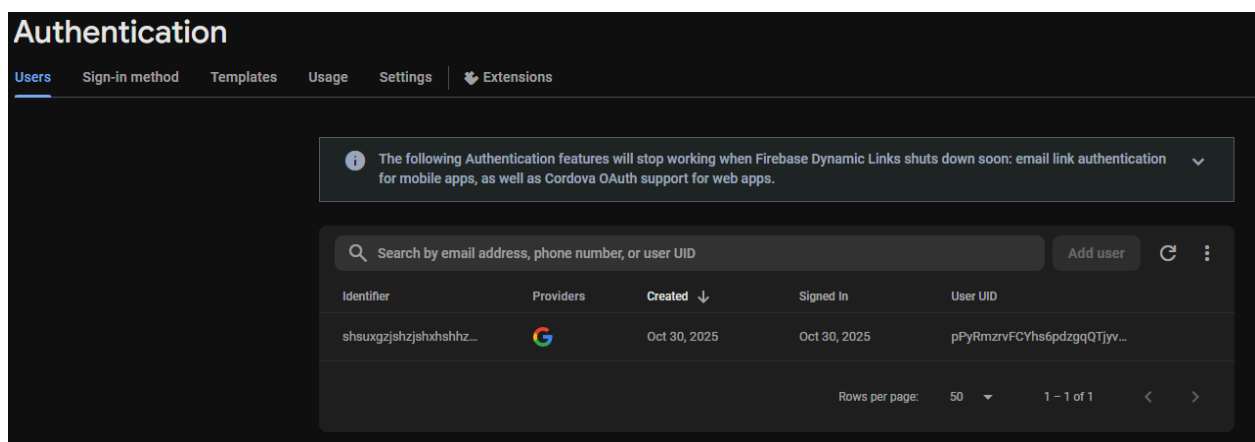 Authentication
Users Sign-in method Templates Usage Settings Extensions
The following Authentication features will stop working when Firebase Dynamic Links shuts down soon: email link authentication
for mobile apps, as well as Cordova OAuth support for web apps.
Search by email address, phone number, or user UID Add user
Identifier Providers Created Signed In User UID
shsuxgzjshzjshxhshhz... Oct 30, 2025 Oct 30, 2025 pPyRmzrvFCYhs6pdzgqQTjyv...
Rows per page: 50 1 – 1 of 1